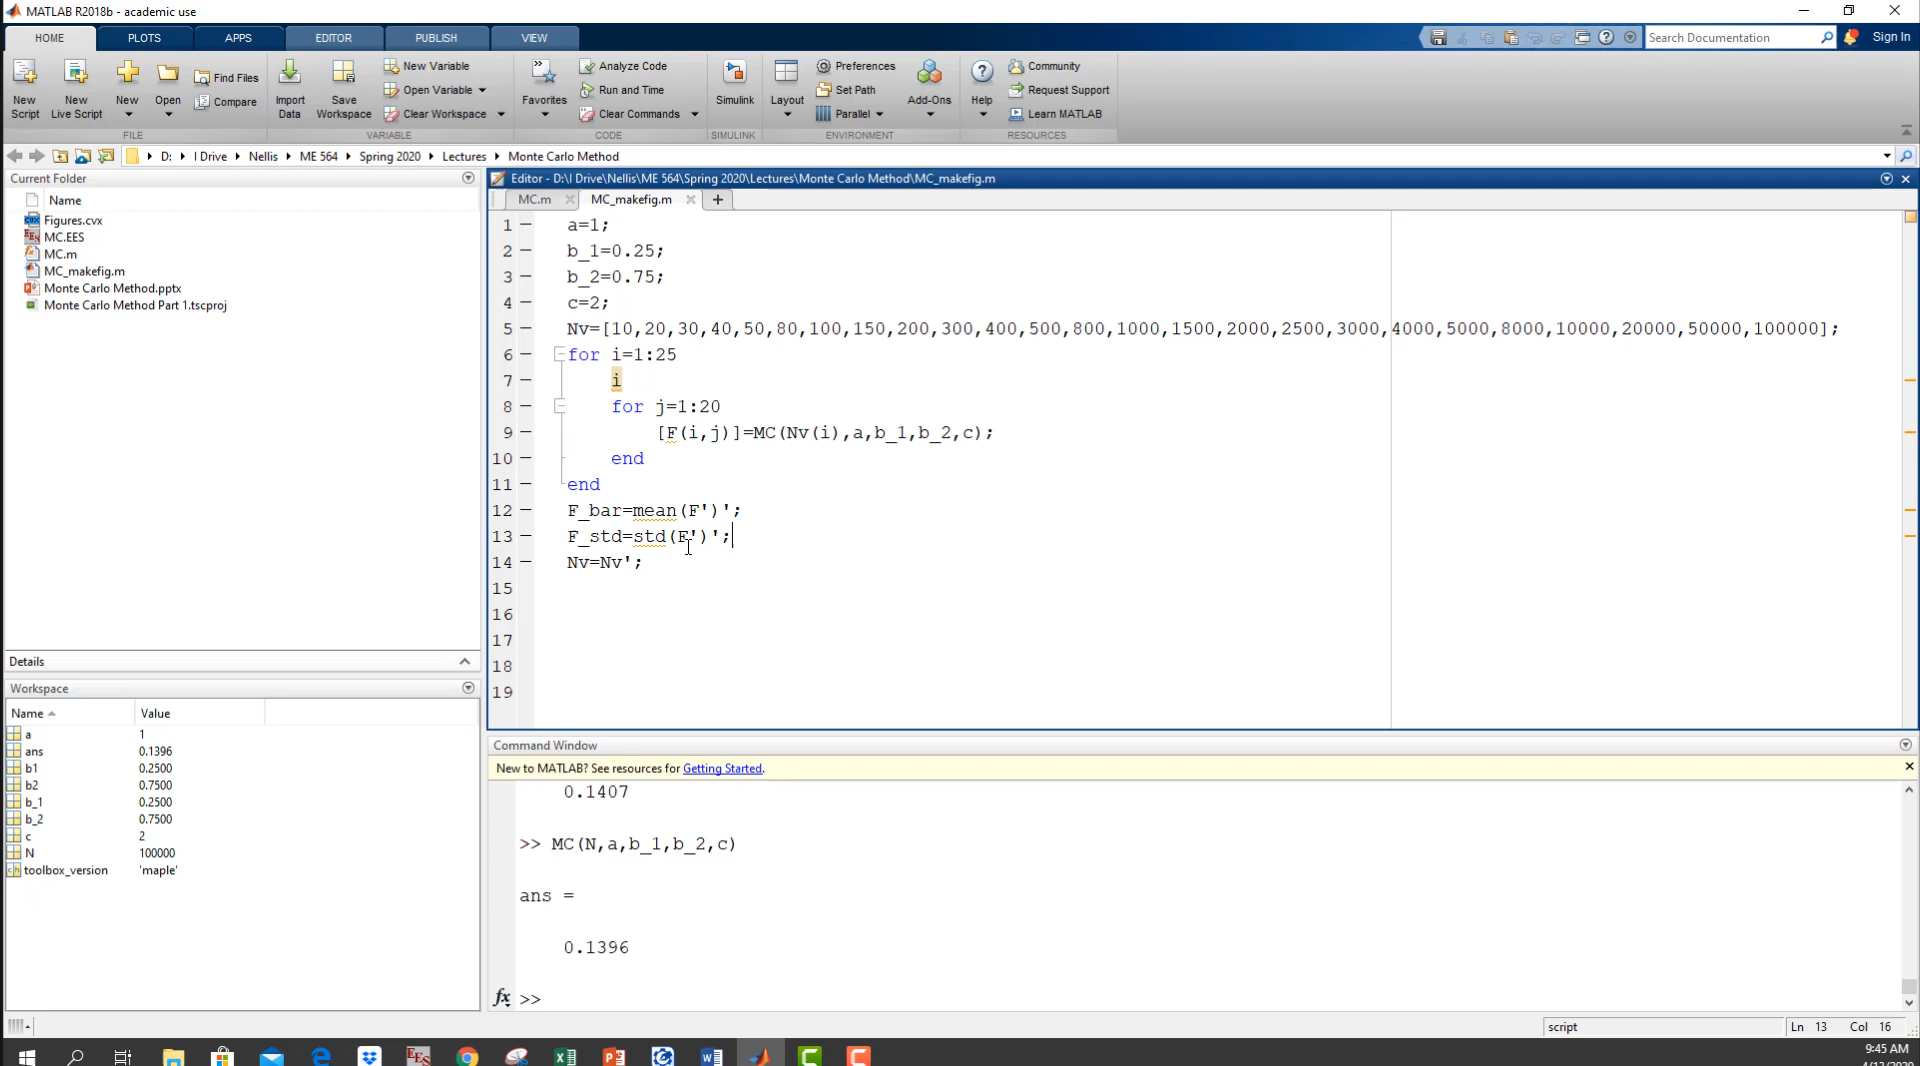 MATLAB R2018b - academic use
HOME PLOTS APPS EDITOR PUBLISH VIEW
Search Documentation
Sign In
New Script
New Live Script
New
Open
Find Files
Compare
Import Data
Save Workspace
New Variable
Open Variable
Clear Workspace
Favorites
Analyze Code
Run and Time
Clear Commands
Simulink
Layout
Preferences
Set Path
Parallel
Add-Ons
Help
Community
Request Support
Learn MATLAB
FILE VARIABLE CODE SIMULINK ENVIRONMENT RESOURCES
D: I Drive Nellis ME 564 Spring 2020 Lectures Monte Carlo Method
Current Folder
Name
Figures.cvx
MC.EES
MC.m
MC_makefig.m
Monte Carlo Method.pptx
Monte Carlo Method Part 1.tscproj
Details
Workspace
Name Value
a 1
ans 0.1396
b1 0.2500
b2 0.7500
b_1 0.2500
b_2 0.7500
c 2
N 100000
toolbox_version 'maple'
Editor - D:\I Drive\Nellis\ME 564\Spring 2020\Lectures\Monte Carlo Method\MC_makefig.m
MC.m MC_makefig.m
1 a=1;
2 b_1=0.25;
3 b_2=0.75;
4 c=2;
5 Nv=[10,20,30,40,50,80,100,150,200,300,400,500,800,1000,1500,2000,2500,3000,4000,5000,8000,10000,20000,50000,100000];
6 for i=1:25
7 i
8 for j=1:20
9 [F(i,j)]=MC(Nv(i),a,b_1,b_2,c);
10 end
11 end
12 F_bar=mean(F')';
13 F_std=std(F')';
14 Nv=Nv';
15
16
17
18
19
Command Window
New to MATLAB? See resources for Getting Started.
0.1407
>> MC(N,a,b_1,b_2,c)
ans =
0.1396
fx >>
script
Ln 13 Col 16
9:45 AM